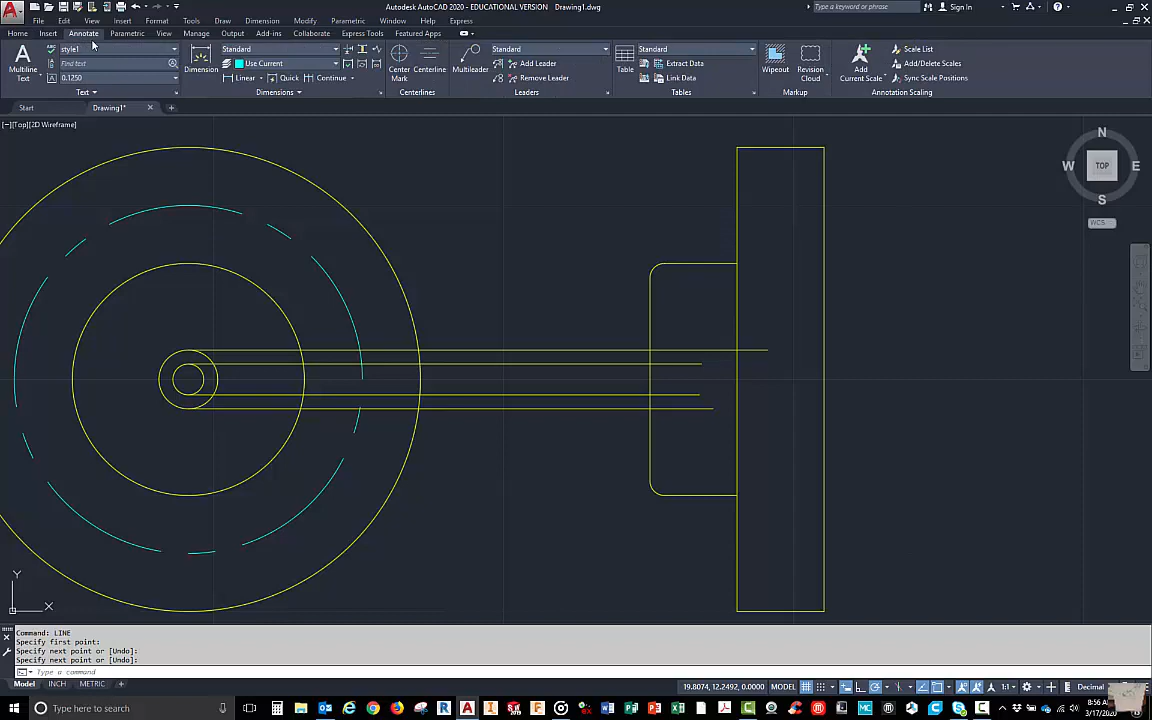 Autodesk AutoCAD 2020 - EDUCATIONAL VERSION Drawing1.dwg
Type a keyword or phrase
Sign In
File Edit View Insert Format Tools Draw Dimension Modify Parametric Window Help Express
Home Insert Annotate Parametric View Manage Add-ins Output Collaborate Express Tools Featured Apps
A
Multiline
Text
style1
Find text
0.1250
Text
Dimension
Standard
Use Current
Linear Quick Continue
Dimensions
Center
Mark
Centerline
Centerlines
Multileader
Standard
Add Leader
Remove Leader
Leaders
Table
Standard
Extract Data
Link Data
Tables
Wipeout
Revision
Cloud
Markup
Add
Current Scale
Scale List
Add/Delete Scales
Sync Scale Positions
Annotation Scaling
Start Drawing1* +
[−][Top][2D Wireframe]
N
W TOP E
S
WCS
Y
X
Command: LINE
Specify first point:
Specify next point or [Undo]:
Specify next point or [Undo]:
Type a command
Model INCH METRIC +
19.8074, 12.2492, 0.0000 MODEL 1:1 Decimal
Type here to search
8:56 A
3/17/20